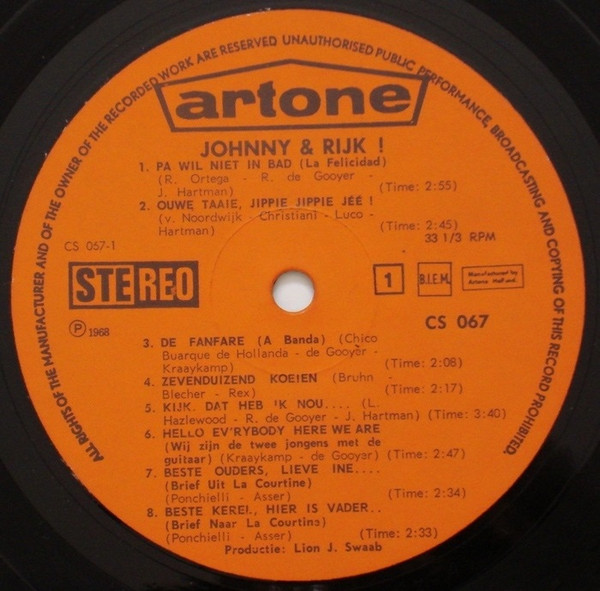 ALL RIGHTS OF THE MANUFACTURER AND OF THE OWNER OF THE RECORDED WORK ARE RESERVED UNAUTHORISED PUBLIC PERFORMANCE, BROADCASTING AND COPYING OF THIS RECORD PROHIBITED.
artone
JOHNNY & RIJK !
1. PA WIL NIET IN BAD (La Felicidad)
(R. Ortega - R. de Gooyer -
J. Hartman) (Time: 2:55)
2. OUWE TAAIE, JIPPIE JIPPIE JÉÉ !
(v. Noordwijk - Christiani - Luco -
Hartman) (Time: 2:45)
33 1/3 RPM
CS 057-1
STEREO
1
B.I.E.M.
Manufactured by
Artone Holland.
℗ 1968
CS 067
3. DE FANFARE (A Banda) (Chico
Buarque de Hollanda - de Gooyèr -
Kraaykamp) (Time: 2:08)
4. ZEVENDUIZEND KOEIEN (Bruhn -
Blecher - Rex) (Time: 2:17)
5. KIJK, DAT HEB 'K NOU.... (L.
Hazlewood - R. de Gooyer - J. Hartman) (Time: 3:40)
6. HELLO EV'RYBODY HERE WE ARE
(Wij zijn de twee jongens met de
guitaar) (Kraaykamp - de Gooyer) (Time: 2:47)
7. BESTE OUDERS, LIEVE INE....
(Brief Uit La Courtine)
(Ponchielli - Asser) (Time: 2:34)
8. BESTE KEREL, HIER IS VADER..
(Brief Naar La Courtine)
(Ponchielli - Asser) (Time: 2:33)
Productie: Lion J. Swaab